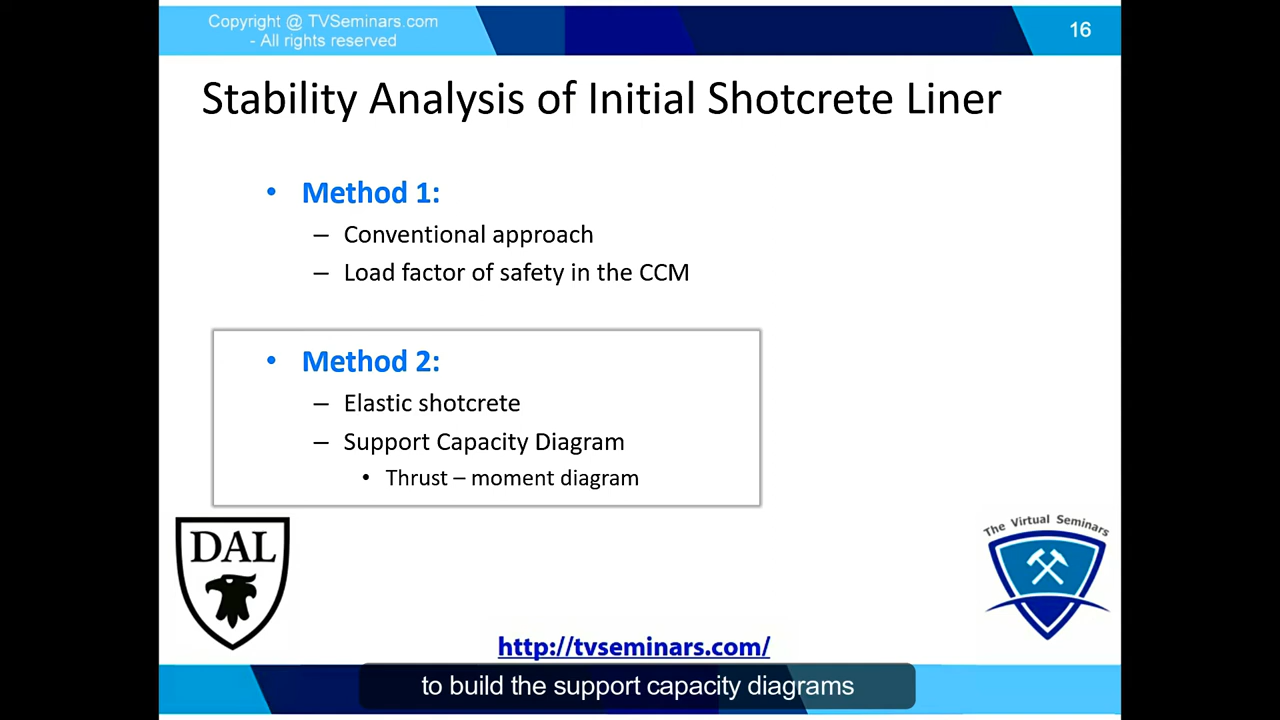 Copyright @ TVSeminars.com
- All rights reserved
16
Stability Analysis of Initial Shotcrete Liner
• Method 1:
– Conventional approach
– Load factor of safety in the CCM
• Method 2:
– Elastic shotcrete
– Support Capacity Diagram
• Thrust – moment diagram
DAL
The Virtual Seminars
http://tvseminars.com/
to build the support capacity diagrams